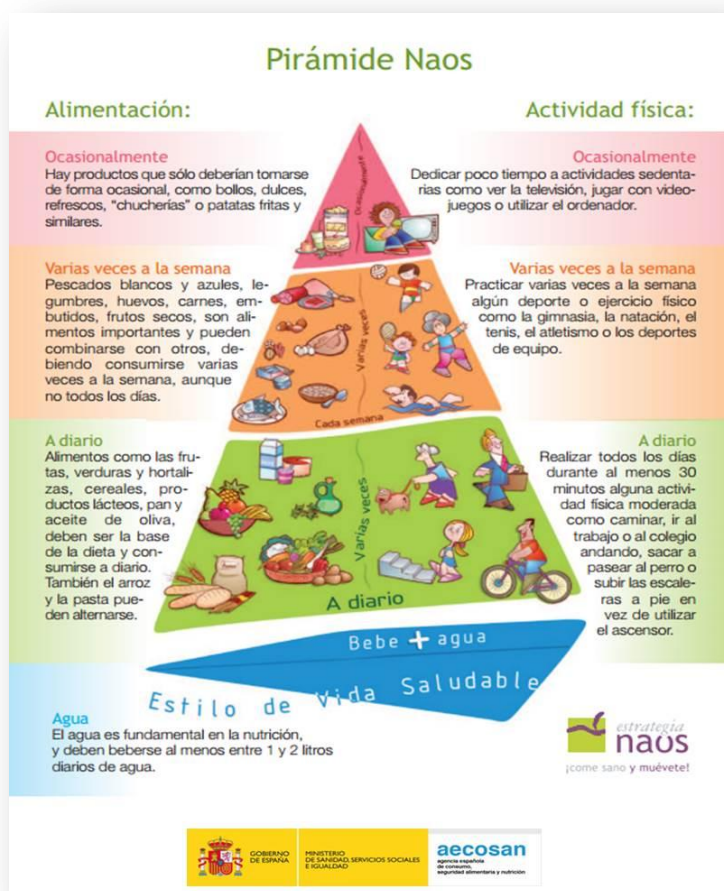 Pirámide Naos
Alimentación:
Actividad física:
Ocasionalmente
Hay productos que sólo deberían tomarse
de forma ocasional, como bollos, dulces,
refrescos, “chucherías” o patatas fritas y
similares.
Ocasionalmente
Ocasionalmente
Dedicar poco tiempo a actividades sedenta-
rias como ver la televisión, jugar con video-
juegos o utilizar el ordenador.
Varias veces a la semana
Pescados blancos y azules, le-
gumbres, huevos, carnes, em-
butidos, frutos secos, son ali-
mentos importantes y pueden
combinarse con otros, de-
biendo consumirse varias
veces a la semana, aunque
no todos los días.
Varias veces
Cada semana
Varias veces a la semana
Practicar varias veces a la semana
algún deporte o ejercicio físico
como la gimnasia, la natación, el
tenis, el atletismo o los deportes
de equipo.
A diario
Alimentos como las fru-
tas, verduras y hortali-
zas, cereales, pro-
ductos lácteos, pan y
aceite de oliva,
deben ser la base
de la dieta y con-
sumirse a diario.
También el arroz
y la pasta pue-
den alternarse.
Varias veces
A diario
A diario
Realizar todos los días
durante al menos 30
minutos alguna activi-
dad física moderada
como caminar, ir al
trabajo o al colegio
andando, sacar a
pasear al perro o
subir las escale-
ras a pie en
vez de utilizar
el ascensor.
Bebe + agua
Estilo de Vida Saludable
Agua
El agua es fundamental en la nutrición,
y deben beberse al menos entre 1 y 2 litros
diarios de agua.
estrategia
naos
¡come sano y muévete!
GOBIERNO
DE ESPAÑA
MINISTERIO
DE SANIDAD, SERVICIOS SOCIALES
E IGUALDAD
aecosan
agencia española
de consumo,
seguridad alimentaria y nutrición